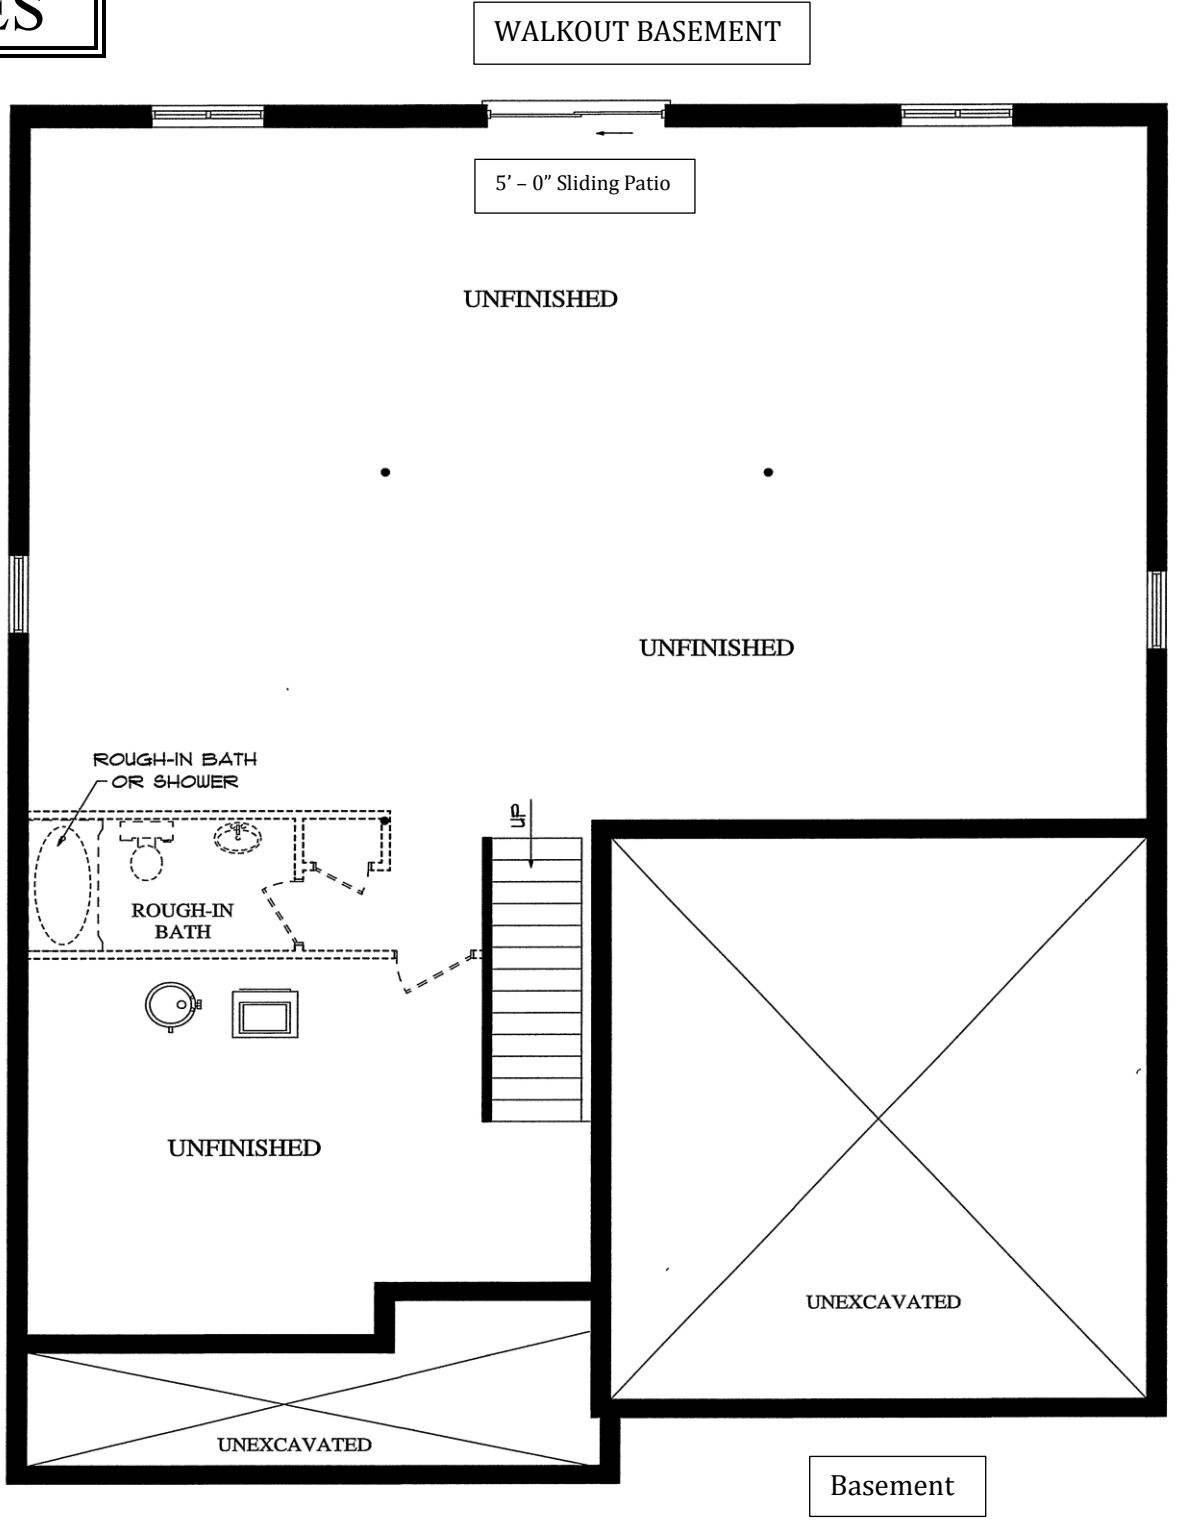 ES
WALKOUT BASEMENT
5’ – 0” Sliding Patio
UNFINISHED
UNFINISHED
ROUGH-IN BATH
OR SHOWER
UP
ROUGH-IN
BATH
UNFINISHED
UNEXCAVATED
UNEXCAVATED
Basement